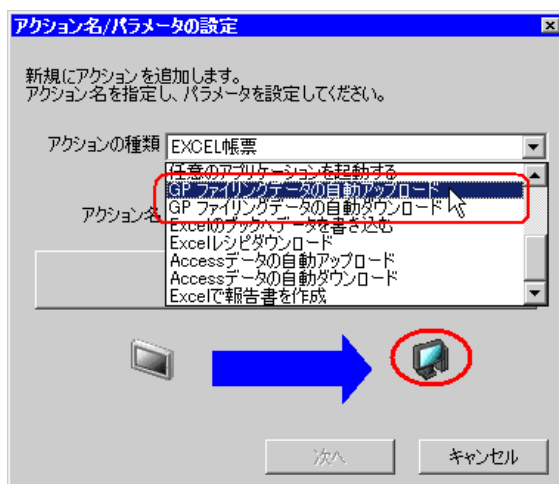 アクション名/パラメータの設定
新規にアクションを追加します。
アクション名を指定し、パラメータを設定してください。
アクションの種類 EXCEL帳票
任意のアプリケーションを起動する
GP ファイリングデータの自動アップロード
アクション名 GP ファイリングデータの自動ダウンロード
Excelのブックへデータを書き込む
Excelレシピダウンロード
Accessデータの自動アップロード
Accessデータの自動ダウンロード
Excelで報告書を作成
次へ キャンセル